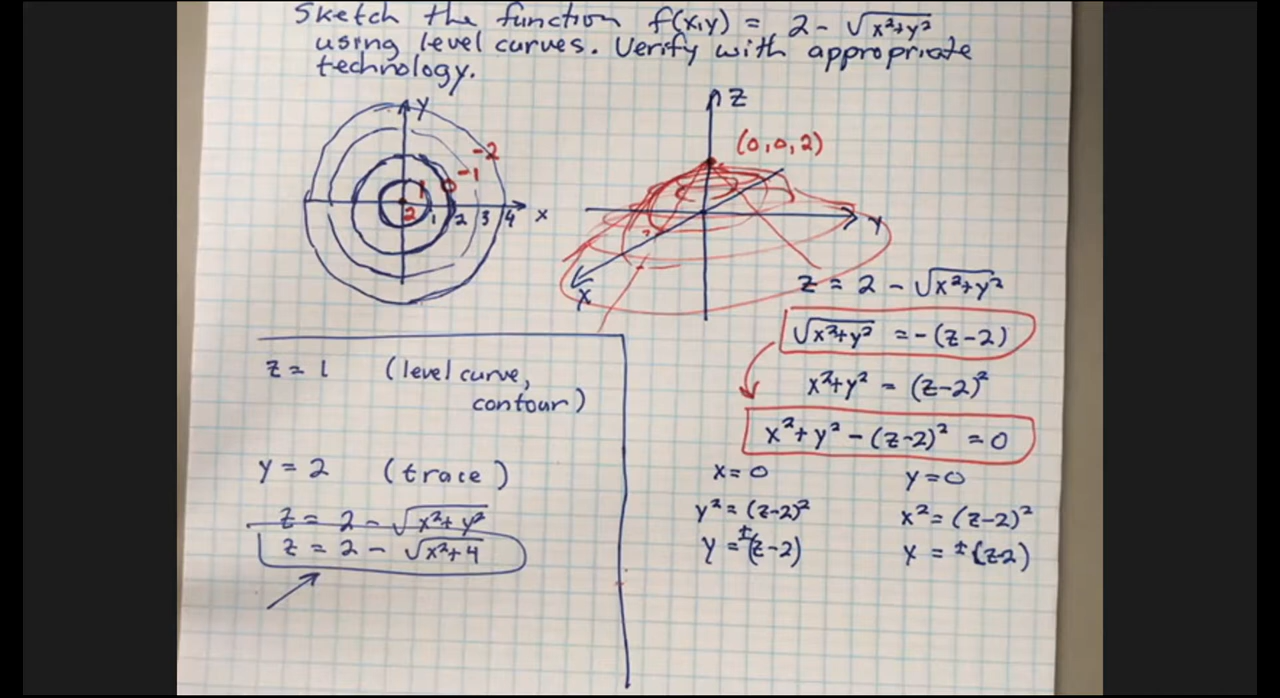 Sketch the function f(x,y) = 2 - √x²+y²
using level curves. Verify with appropriate
technology.
y
-2
-1
1 0
2 1 2 3 4 x
z
(0,0,2)
y
x
z = 2 - √x²+y²
√x²+y² = -(z-2)
x²+y² = (z-2)²
x²+y² - (z-2)² = 0
x=0 y=0
y² = (z-2)² x² = (z-2)²
y = ±(z-2) x = ±(z-2)
z = 1 (level curve,
contour)
y = 2 (trace)
z = 2 - √x²+y²
z = 2 - √x²+4